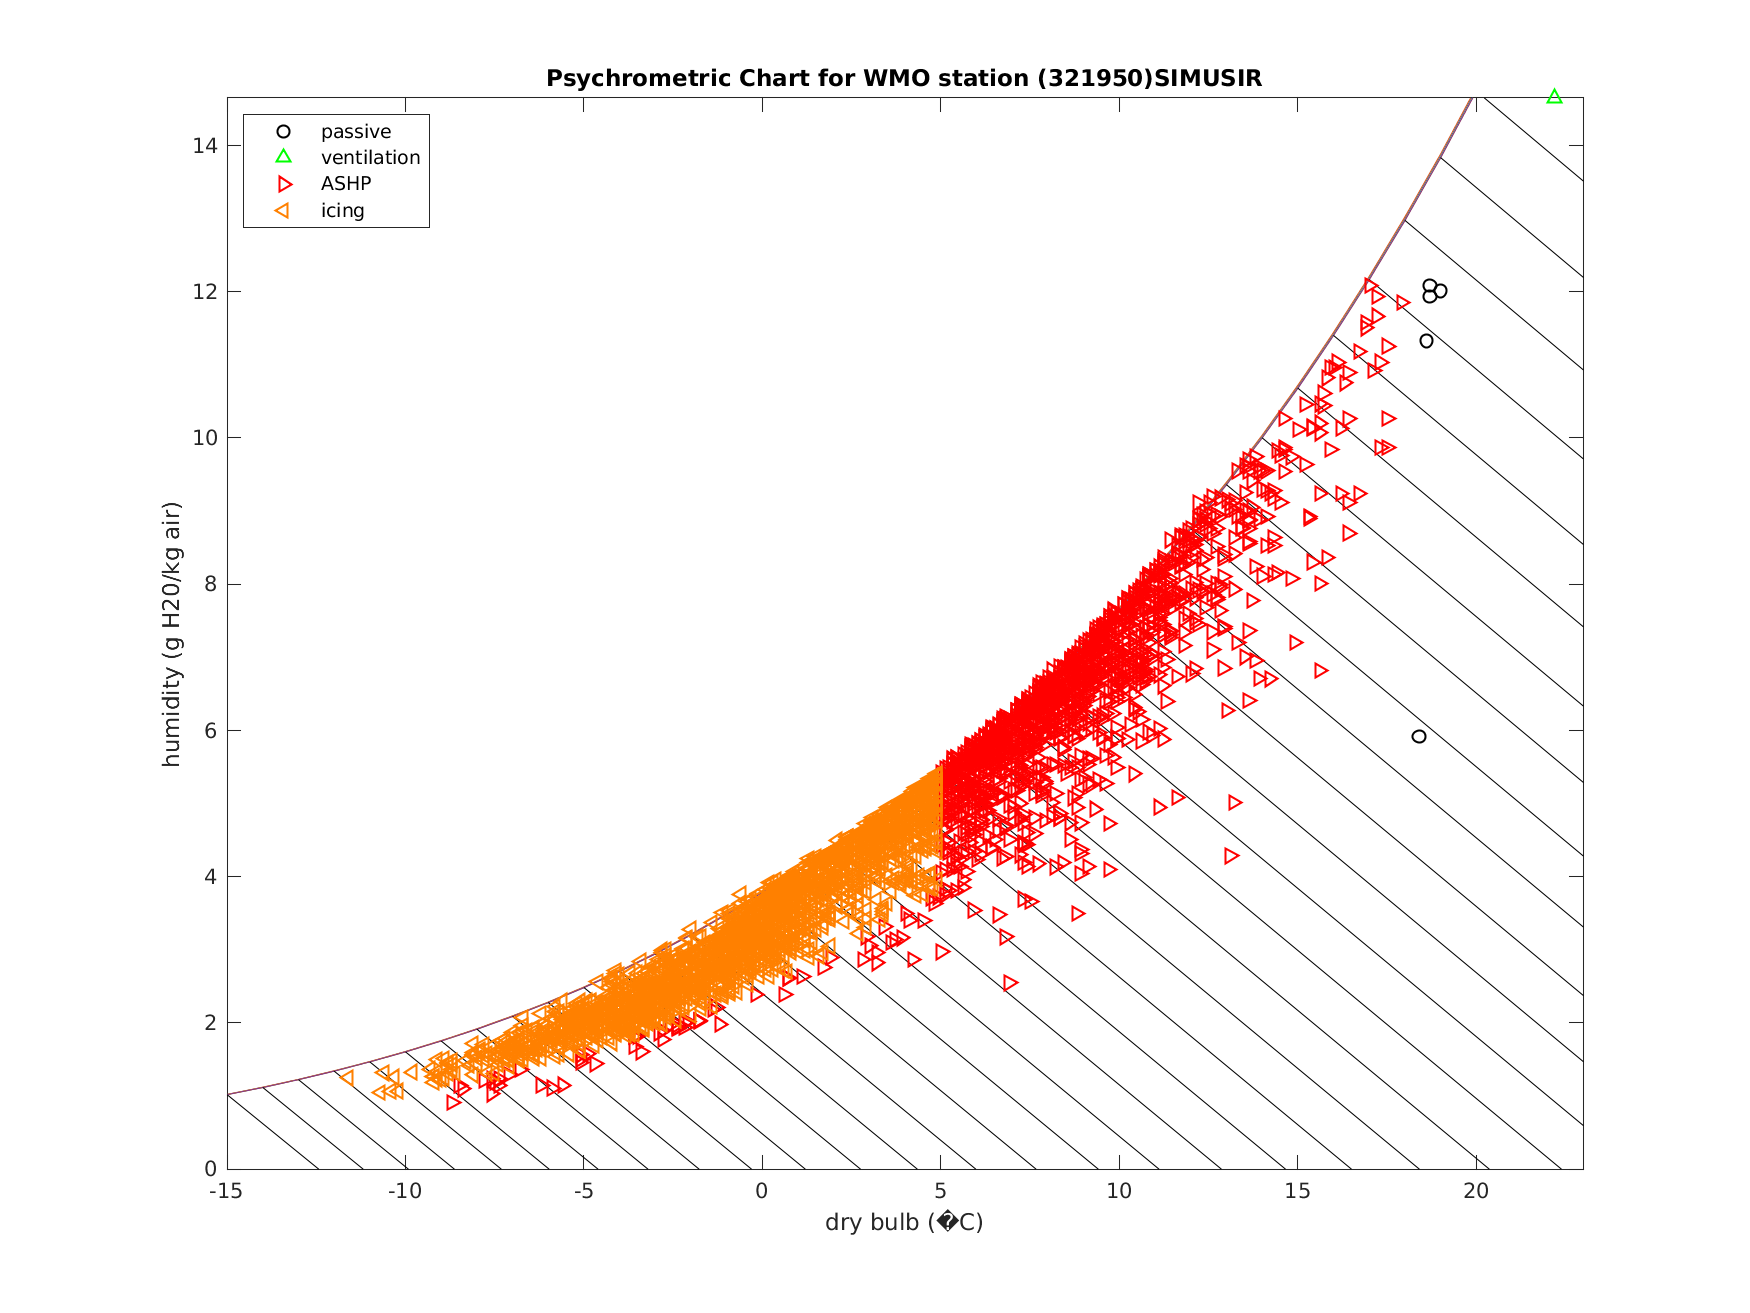 Psychrometric Chart for WMO station (321950)SIMUSIR
passive
ventilation
ASHP
icing
humidity (g H20/kg air)
14
12
10
8
6
4
2
0
-15 -10 -5 0 5 10 15 20
dry bulb (�C)